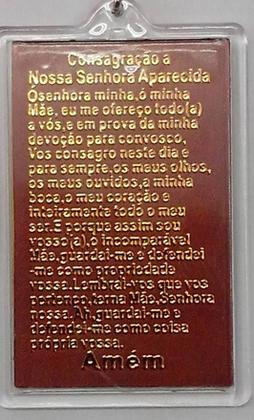 Consagração a
Nossa Senhora Aparecida
Ó senhora minha, ó minha
Mãe, eu me ofereço todo(a)
a vós, e em prova da minha
devoção para convosco,
Vos consagro neste dia e
para sempre, os meus olhos,
os meus ouvidos, a minha
boca, o meu coração e
inteiramente todo o meu
ser. E porque assim sou
vosso(a), o incomparável
Mãe, guardai-me e defendei
-me como propriedade
vossa. Lembrai-vos que vos
pertenço, terna Mãe, Senhora
nossa. Ah, guardai-me e
defendei-me como coisa
própria vossa.
Amém